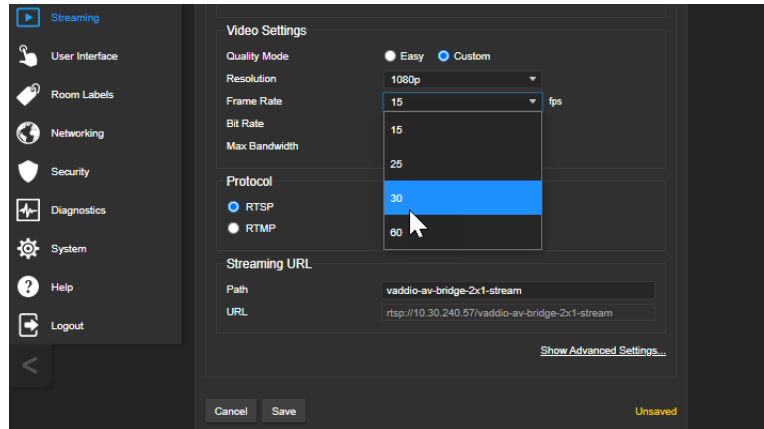 Streaming
User Interface
Room Labels
Networking
Security
Diagnostics
System
Help
Logout
<
Video Settings
Quality Mode Easy Custom
Resolution 1080p
Frame Rate 15 fps
Bit Rate
Max Bandwidth
15
25
30
60
Protocol
RTSP
RTMP
Streaming URL
Path vaddio-av-bridge-2x1-stream
URL rtsp://10.30.240.57/vaddio-av-bridge-2x1-stream
Show Advanced Settings...
Cancel Save Unsaved